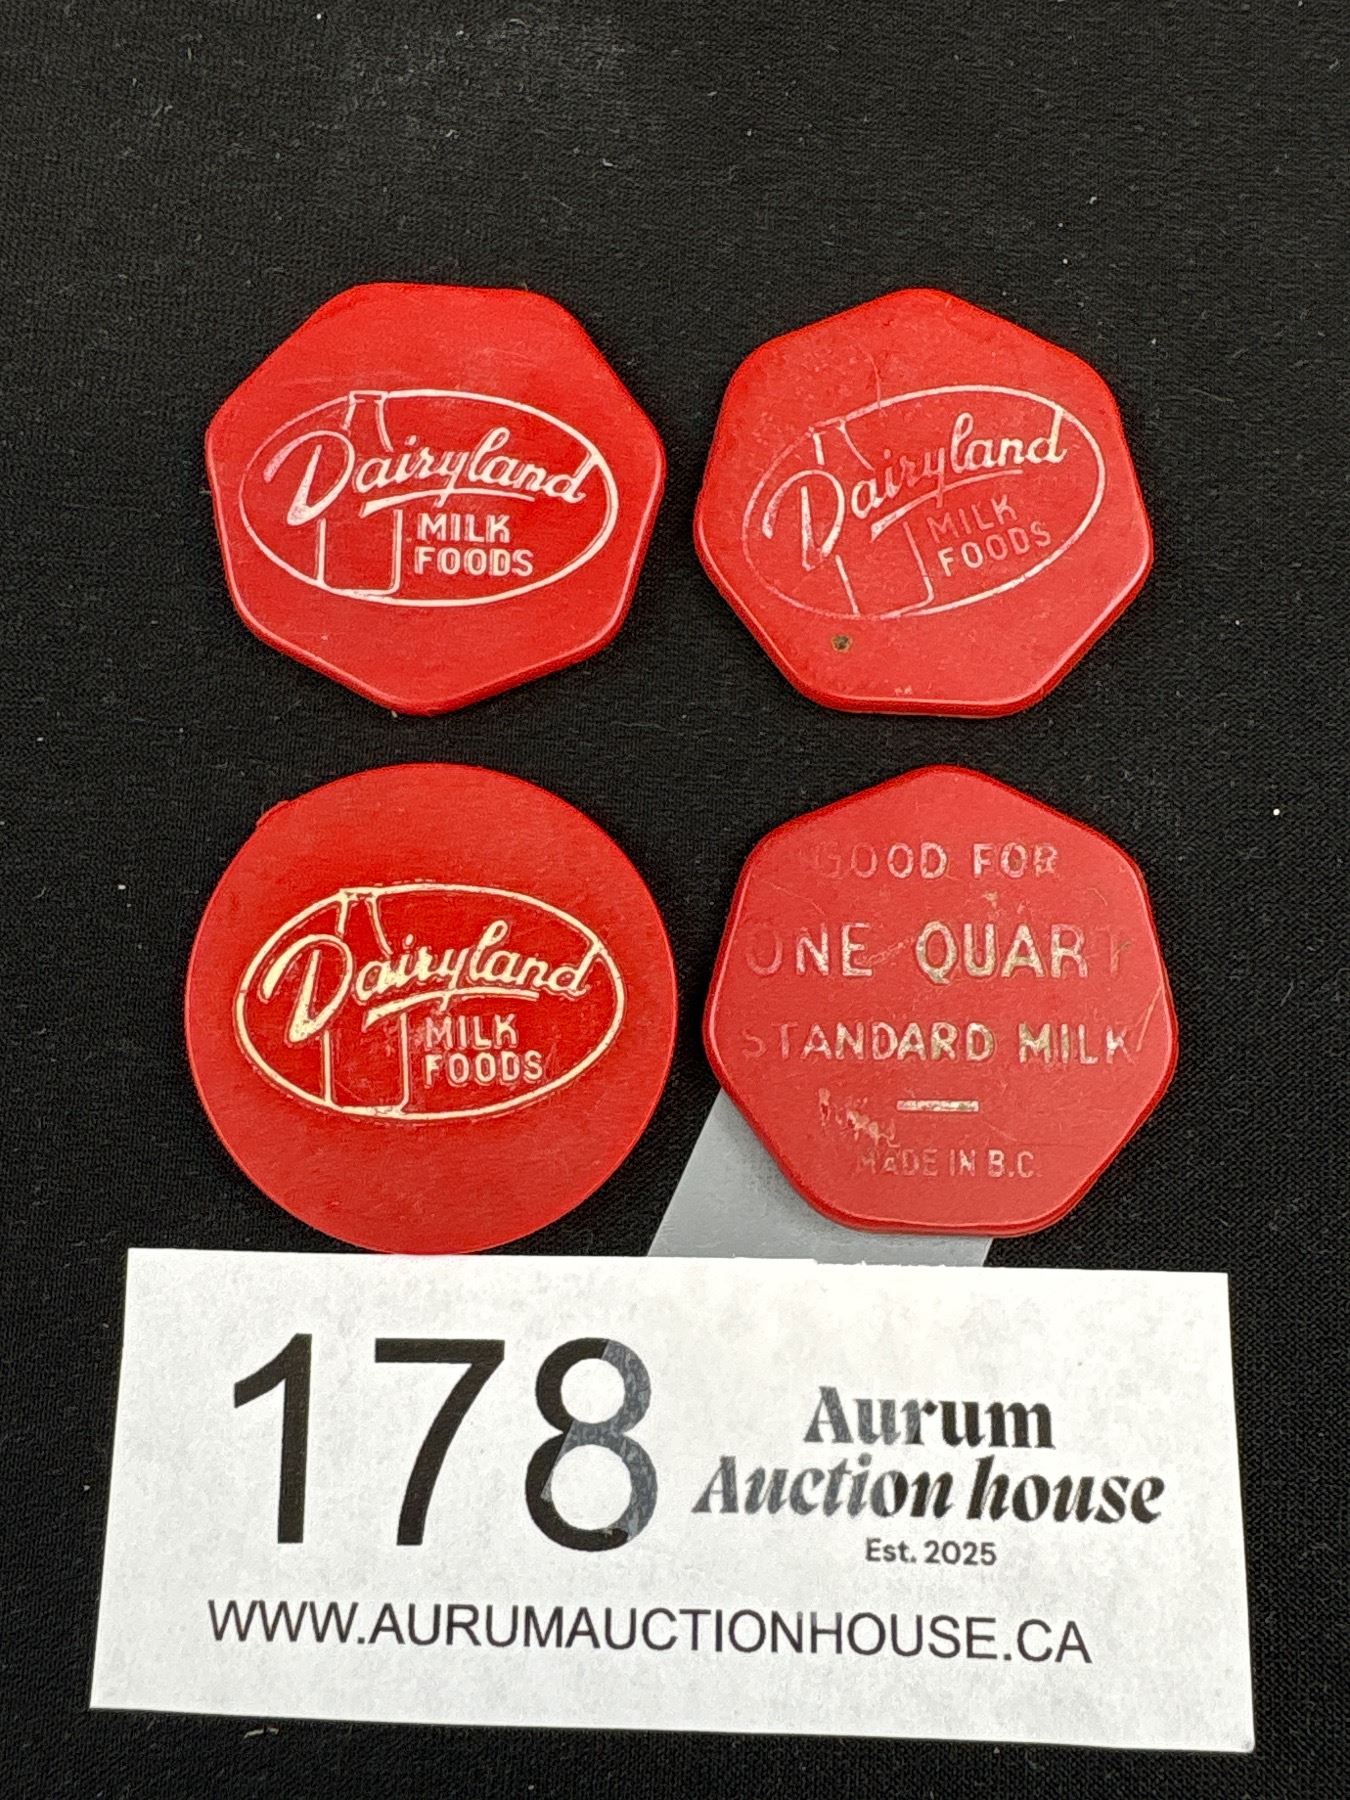 Dairyland
MILK
FOODS
Dairyland
MILK
FOODS
Dairyland
MILK
FOODS
GOOD FOR
ONE QUART
STANDARD MILK
MADE IN B.C.
178
Aurum
Auction house
Est. 2025
WWW.AURUMAUCTIONHOUSE.CA